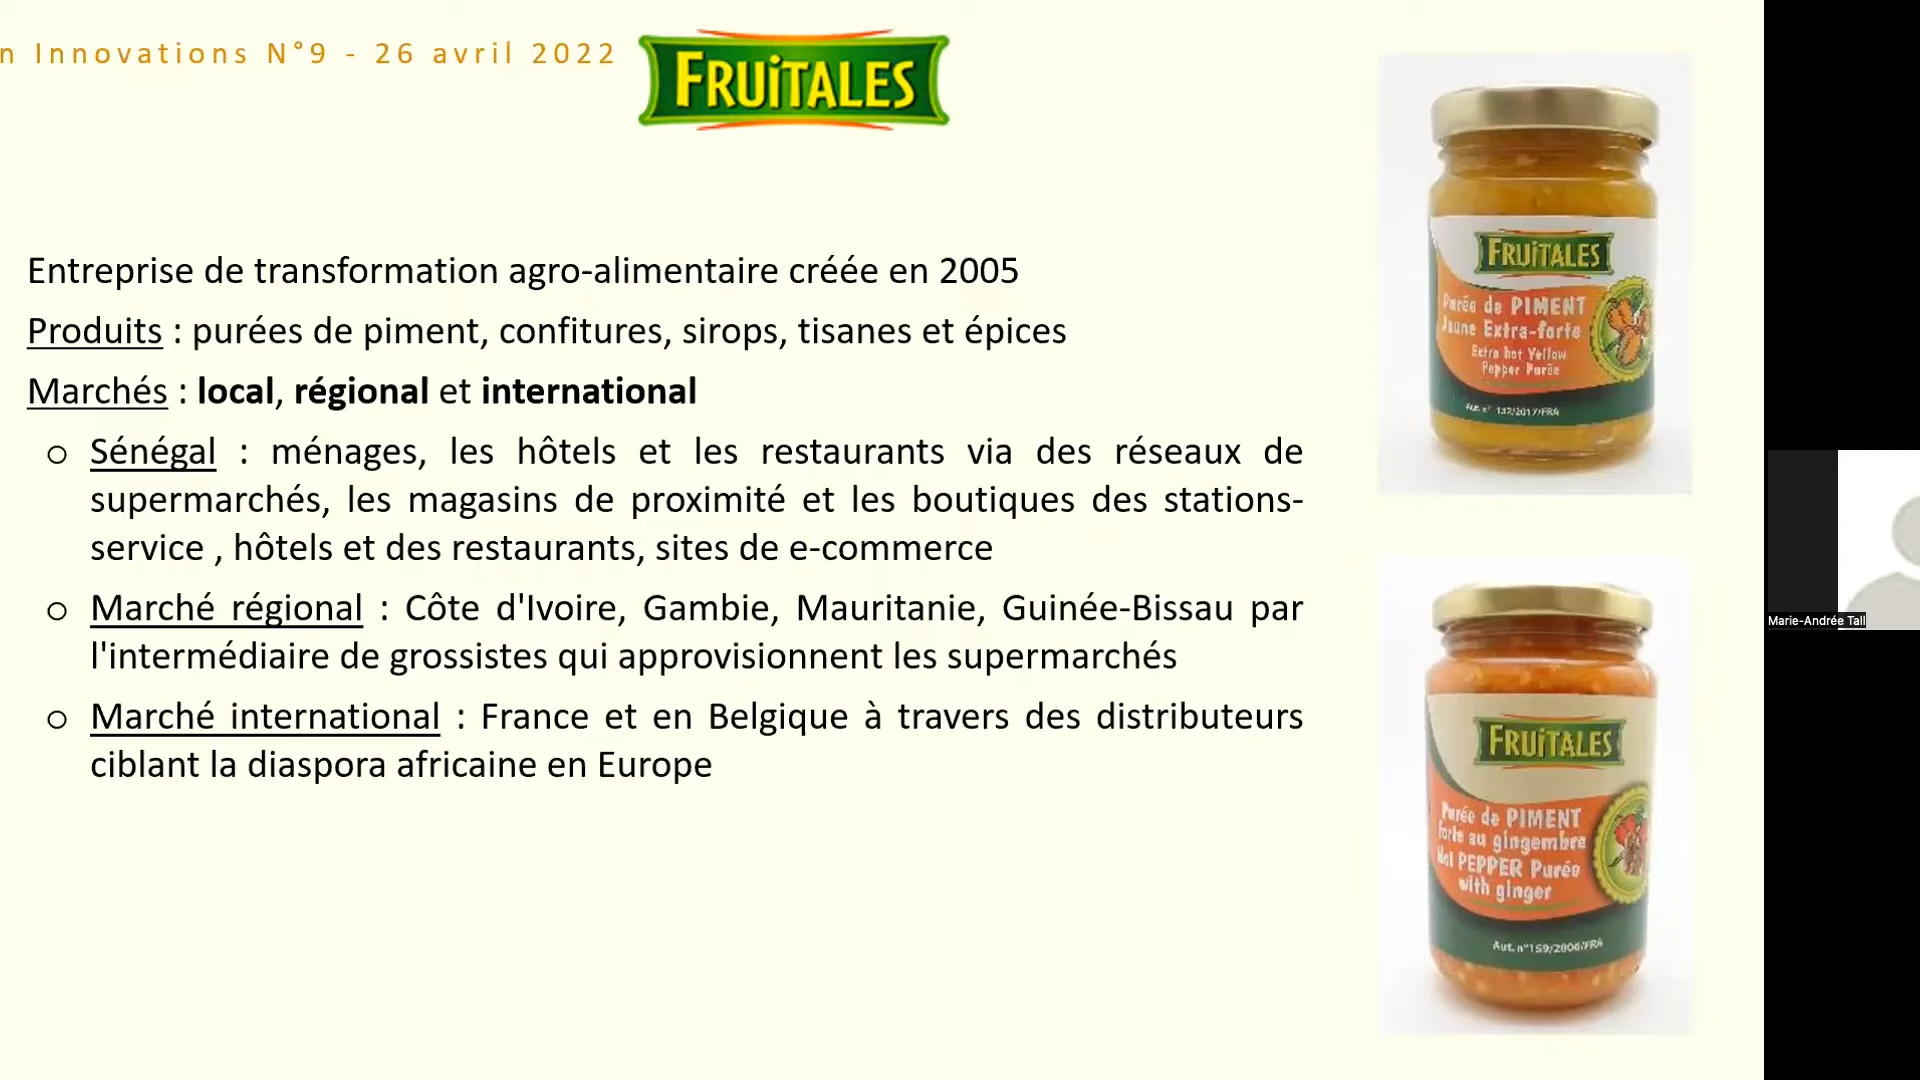 n Innovations N°9 - 26 avril 2022
FRUiTALES
Entreprise de transformation agro-alimentaire créée en 2005
Produits : purées de piment, confitures, sirops, tisanes et épices
Marchés : local, régional et international
o Sénégal : ménages, les hôtels et les restaurants via des réseaux de
supermarchés, les magasins de proximité et les boutiques des stations-
service , hôtels et des restaurants, sites de e-commerce
o Marché régional : Côte d'Ivoire, Gambie, Mauritanie, Guinée-Bissau par
l'intermédiaire de grossistes qui approvisionnent les supermarchés
o Marché international : France et en Belgique à travers des distributeurs
ciblant la diaspora africaine en Europe
FRUiTALES
Purée de PIMENT
Jaune Extra-forte
Extra hot Yellow
Pepper Purée
Aut. n° 132/2017/FRA
FRUiTALES
Purée de PIMENT
forte au gingembre
Hot PEPPER Purée
with ginger
Aut. n°159/2006/FRA
Marie-Andrée Tall